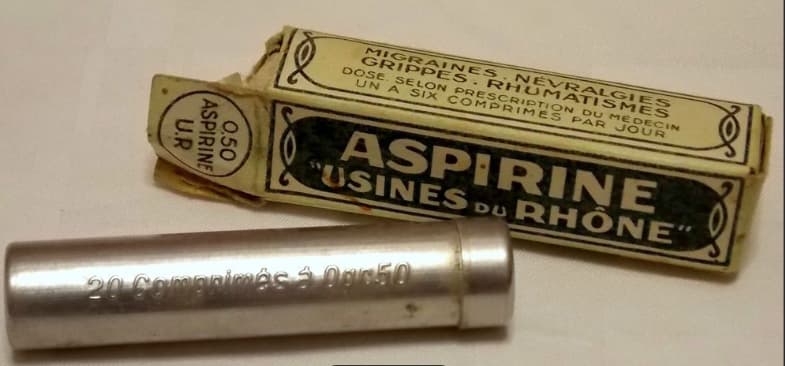 MIGRAINES . NÉVRALGIES
GRIPPES . RHUMATISMES
DOSE. SELON PRESCRIPTION DU MÉDECIN
UN A SIX COMPRIMÉS PAR JOUR
0.50
ASPIRINE
U.R
ASPIRINE
"USINES DU RHÔNE"
20 Comprimés à 0gr50